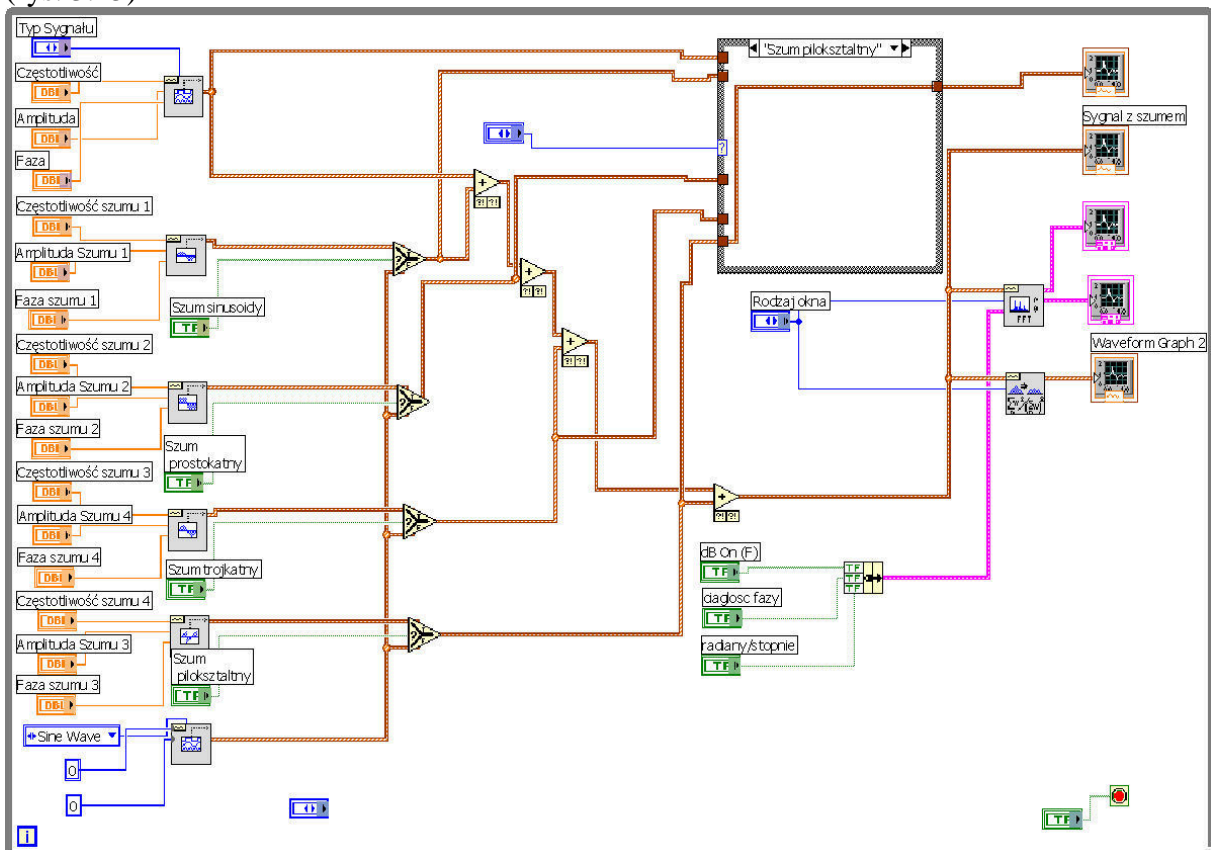 Typ Sygnału
Częstotliwość
DBL
Amplituda
DBL
Faza
DBL
Częstotliwość szumu 1
DBL
Amplituda Szumu 1
DBL
Faza szumu 1
DBL
Szum sinusoidy
TF
Częstotliwość szumu 2
DBL
Amplituda Szumu 2
DBL
Faza szumu 2
DBL
Szum
prostokatny
TF
Częstotliwość szumu 3
DBL
Amplituda Szumu 4
DBL
Faza szumu 4
DBL
Szum trojkatny
TF
Częstotliwość szumu 4
DBL
Amplituda Szumu 3
DBL
Faza szumu 3
DBL
Szum
piloksztaltny
TF
Sine Wave
0
0
i
"Szum piloksztaltny"
?
Sygnal z szumem
Rodzaj okna
FFT
Waveform Graph 2
dB On (F)
TF
ciaglosc fazy
TF
radiany/stopnie
TF
TF
TF
TF
TF